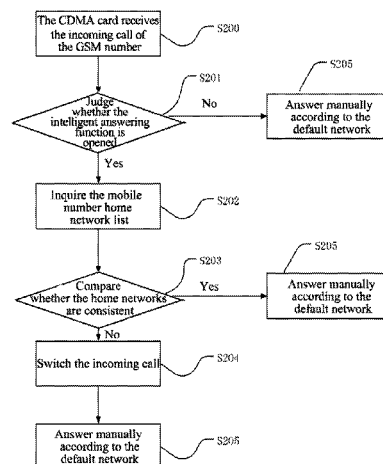 The CDMA card receives
the incoming call of
the GSM number
S200
S201
Judge
whether the
intelligent answering
function is
opened
No
S205
Answer manually
according to the
default network
Yes
Inquire the mobile
number home
network list
S202
S203
Compare
whether the home networks
are consistent
Yes
S205
Answer manually
according to the
default network
No
Switch the incoming call
S204
Answer manually
according to the
default network
S205